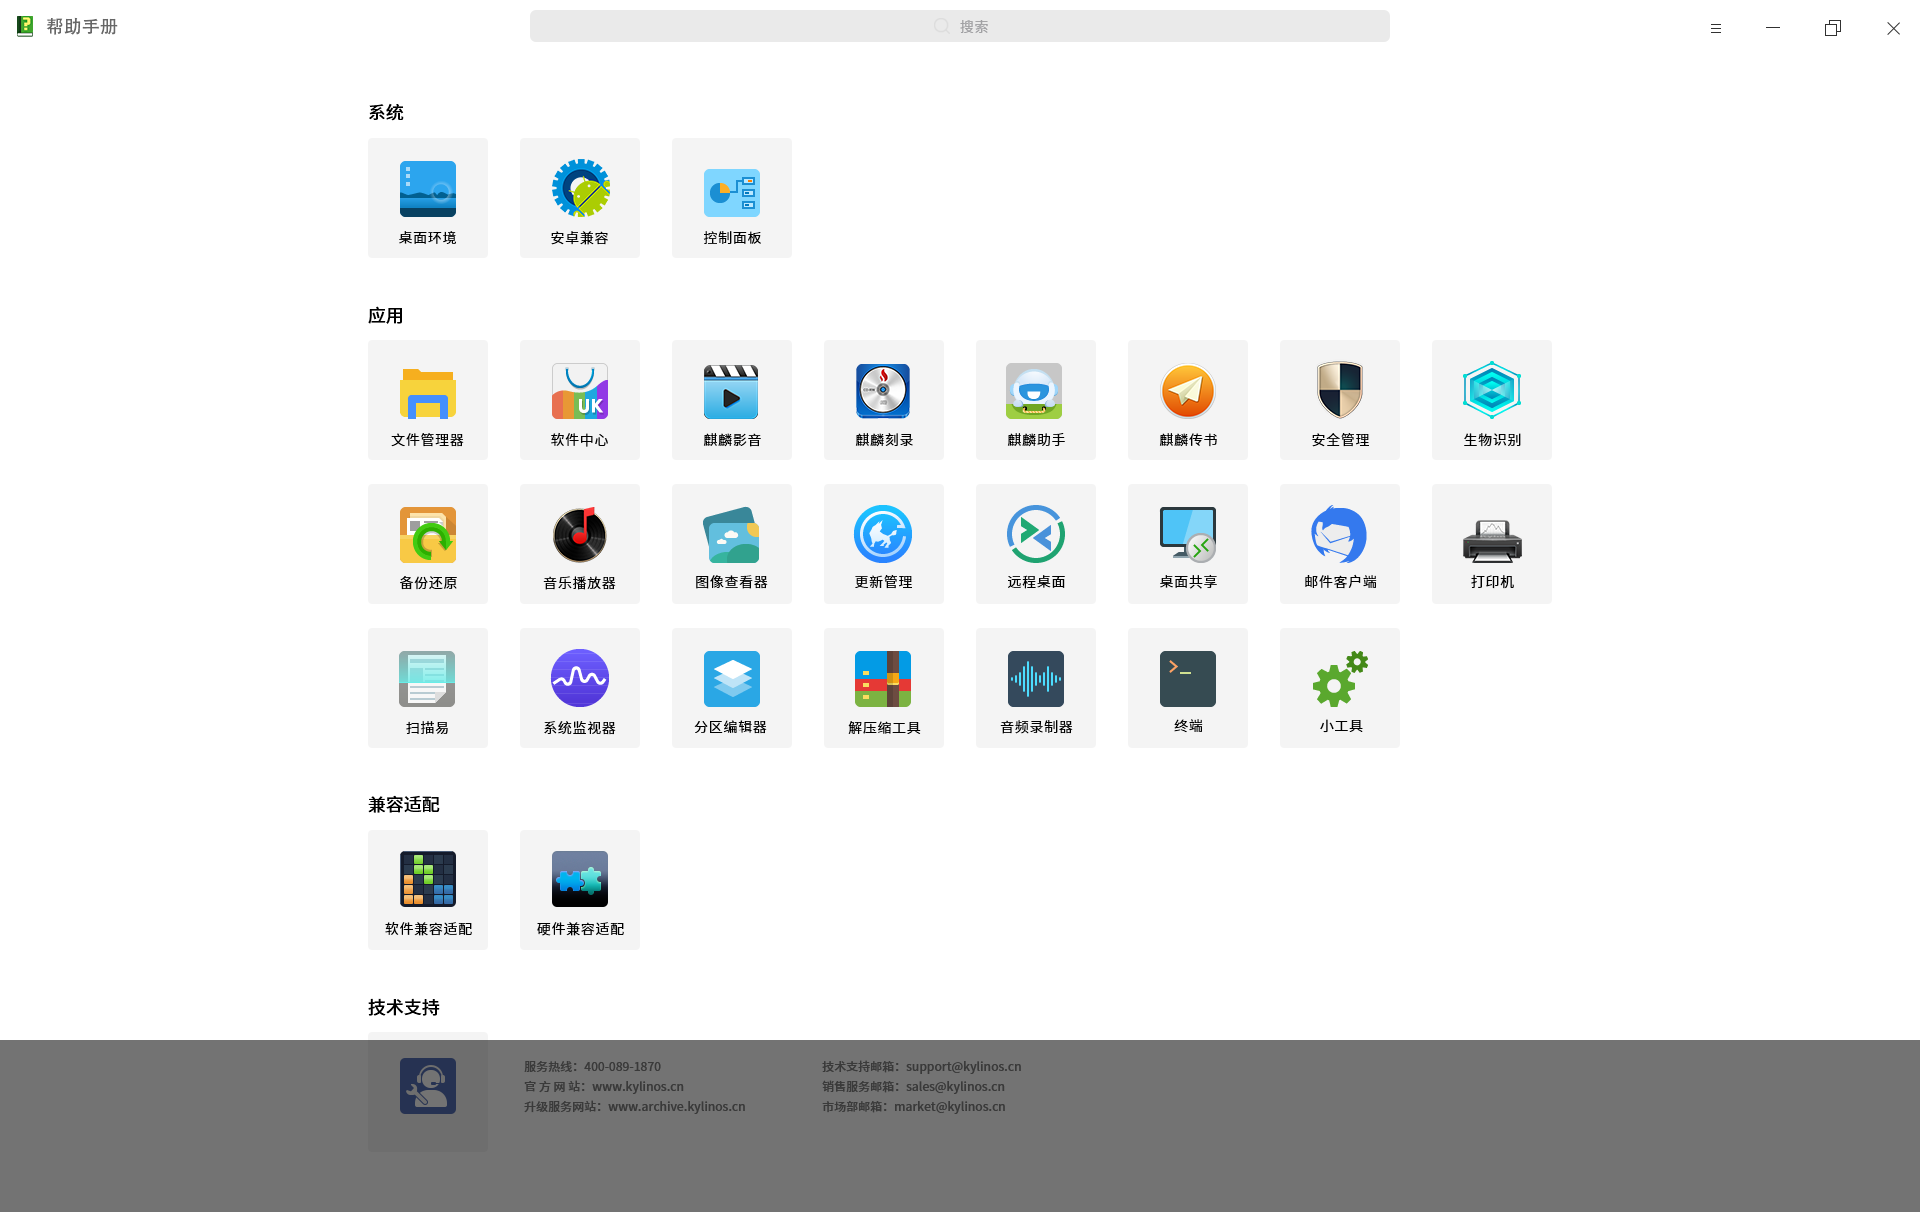 帮助手册
搜索
系统
桌面环境
安卓兼容
控制面板
应用
文件管理器
UK
软件中心
麒麟影音
麒麟刻录
麒麟助手
麒麟传书
安全管理
生物识别
备份还原
音乐播放器
图像查看器
更新管理
远程桌面
桌面共享
邮件客户端
打印机
扫描易
系统监视器
分区编辑器
解压缩工具
音频录制器
终端
小工具
兼容适配
软件兼容适配
硬件兼容适配
技术支持
服务热线：400-089-1870
官 方 网 站：www.kylinos.cn
升级服务网站：www.archive.kylinos.cn
技术支持邮箱：support@kylinos.cn
销售服务邮箱：sales@kylinos.cn
市场部邮箱：market@kylinos.cn